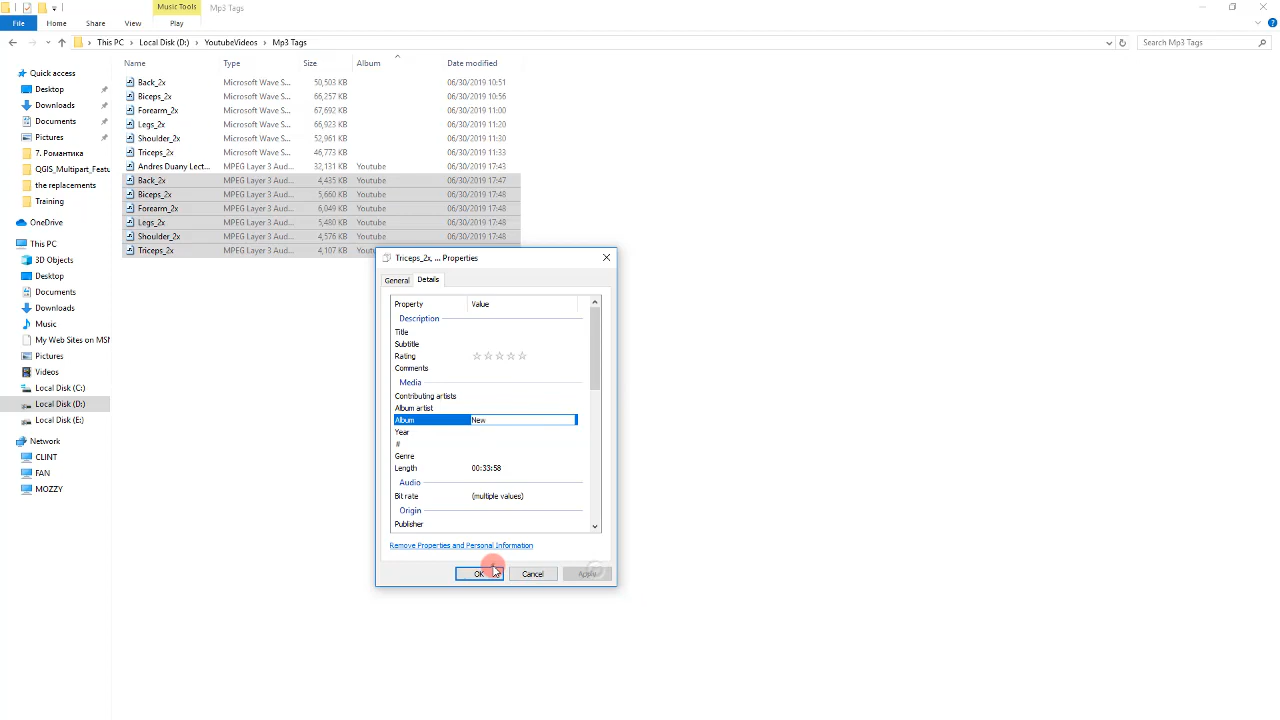 Music Tools
Mp3 Tags
File Home Share View Play
This PC Local Disk (D:) YoutubeVideos Mp3 Tags
Search Mp3 Tags
Quick access
Desktop
Downloads
Documents
Pictures
7. Романтика
QGIS_Multipart_Featu
the replacements
Training
OneDrive
This PC
3D Objects
Desktop
Documents
Downloads
Music
My Web Sites on MSN
Pictures
Videos
Local Disk (C:)
Local Disk (D:)
Local Disk (E:)
Network
CLINT
FAN
MOZZY
Name Type Size Album Date modified
Back_2x Microsoft Wave S... 50,503 KB 06/30/2019 10:51
Biceps_2x Microsoft Wave S... 66,257 KB 06/30/2019 10:56
Forearm_2x Microsoft Wave S... 67,692 KB 06/30/2019 11:00
Legs_2x Microsoft Wave S... 66,923 KB 06/30/2019 11:20
Shoulder_2x Microsoft Wave S... 52,961 KB 06/30/2019 11:30
Triceps_2x Microsoft Wave S... 46,773 KB 06/30/2019 11:33
Andres Duany Lect... MPEG Layer 3 Aud... 32,131 KB Youtube 06/30/2019 17:43
Back_2x MPEG Layer 3 Aud... 4,435 KB Youtube 06/30/2019 17:47
Biceps_2x MPEG Layer 3 Aud... 5,660 KB Youtube 06/30/2019 17:48
Forearm_2x MPEG Layer 3 Aud... 6,049 KB Youtube 06/30/2019 17:48
Legs_2x MPEG Layer 3 Aud... 5,480 KB Youtube 06/30/2019 17:48
Shoulder_2x MPEG Layer 3 Aud... 4,576 KB Youtube 06/30/2019 17:48
Triceps_2x MPEG Layer 3 Aud... 4,107 KB
Triceps_2x, ... Properties
General Details
Property Value
Description
Title
Subtitle
Rating
Comments
Media
Contributing artists
Album artist
Album New
Year
#
Genre
Length 00:33:58
Audio
Bit rate (multiple values)
Origin
Publisher
Remove Properties and Personal Information
OK Cancel Apply